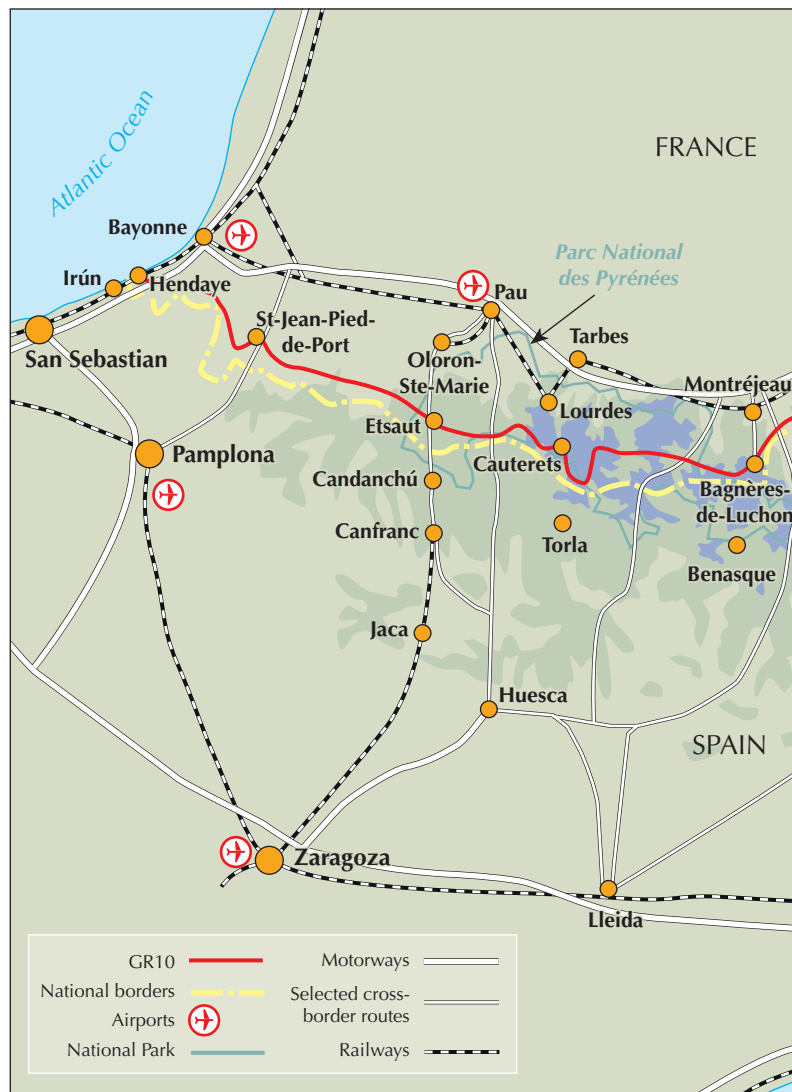 Atlantic Ocean
FRANCE
Bayonne
Parc National
des Pyrénées
Irún
Hendaye
Pau
St-Jean-Pied-
de-Port
Tarbes
San Sebastian
Oloron-
Ste-Marie
Montréjeau
Lourdes
Etsaut
Pamplona
Cauterets
Candanchú
Bagnères-
de-Luchon
Canfranc
Torla
Benasque
Jaca
Huesca
SPAIN
Zaragoza
Lleida
GR10
National borders
Airports
National Park
Motorways
Selected cross-
border routes
Railways